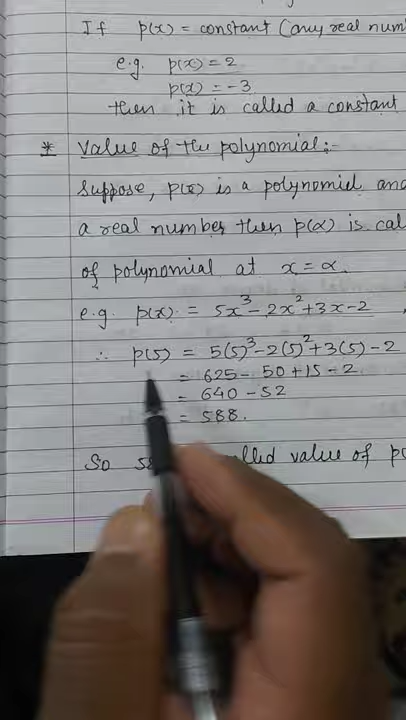 If p(x) = constant (any real num
e.g. p(x) = 2
p(x) = -3
then it is called a constant
* Value of the polynomial:-
Suppose, p(x) is a polynomial and
a real number then p(α) is cal
of polynomial at x = α.
e.g. p(x) = 5x³ - 2x² + 3x - 2
∴ p(5) = 5(5)³ - 2(5)² + 3(5) - 2
= 625 - 50 + 15 - 2
= 640 - 52
= 588.
So value of p(